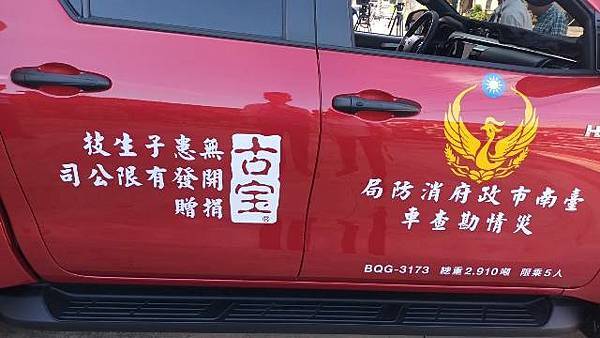 臺南市政府消防局
災情勘查車
古宝
®
無患子生技
開發有限公司
捐贈
BQG-3173 總重2.910噸 限乘5人